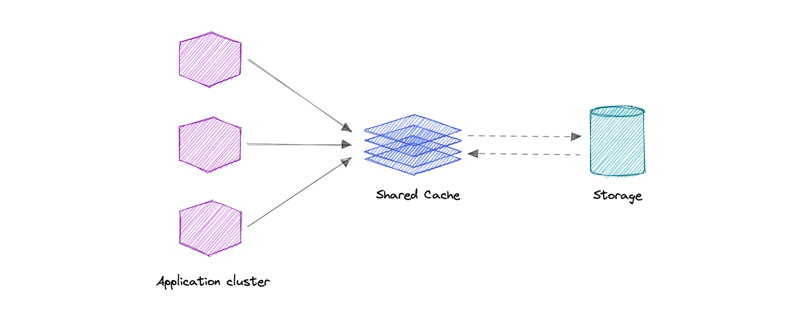 Shared Cache
Storage
Application cluster